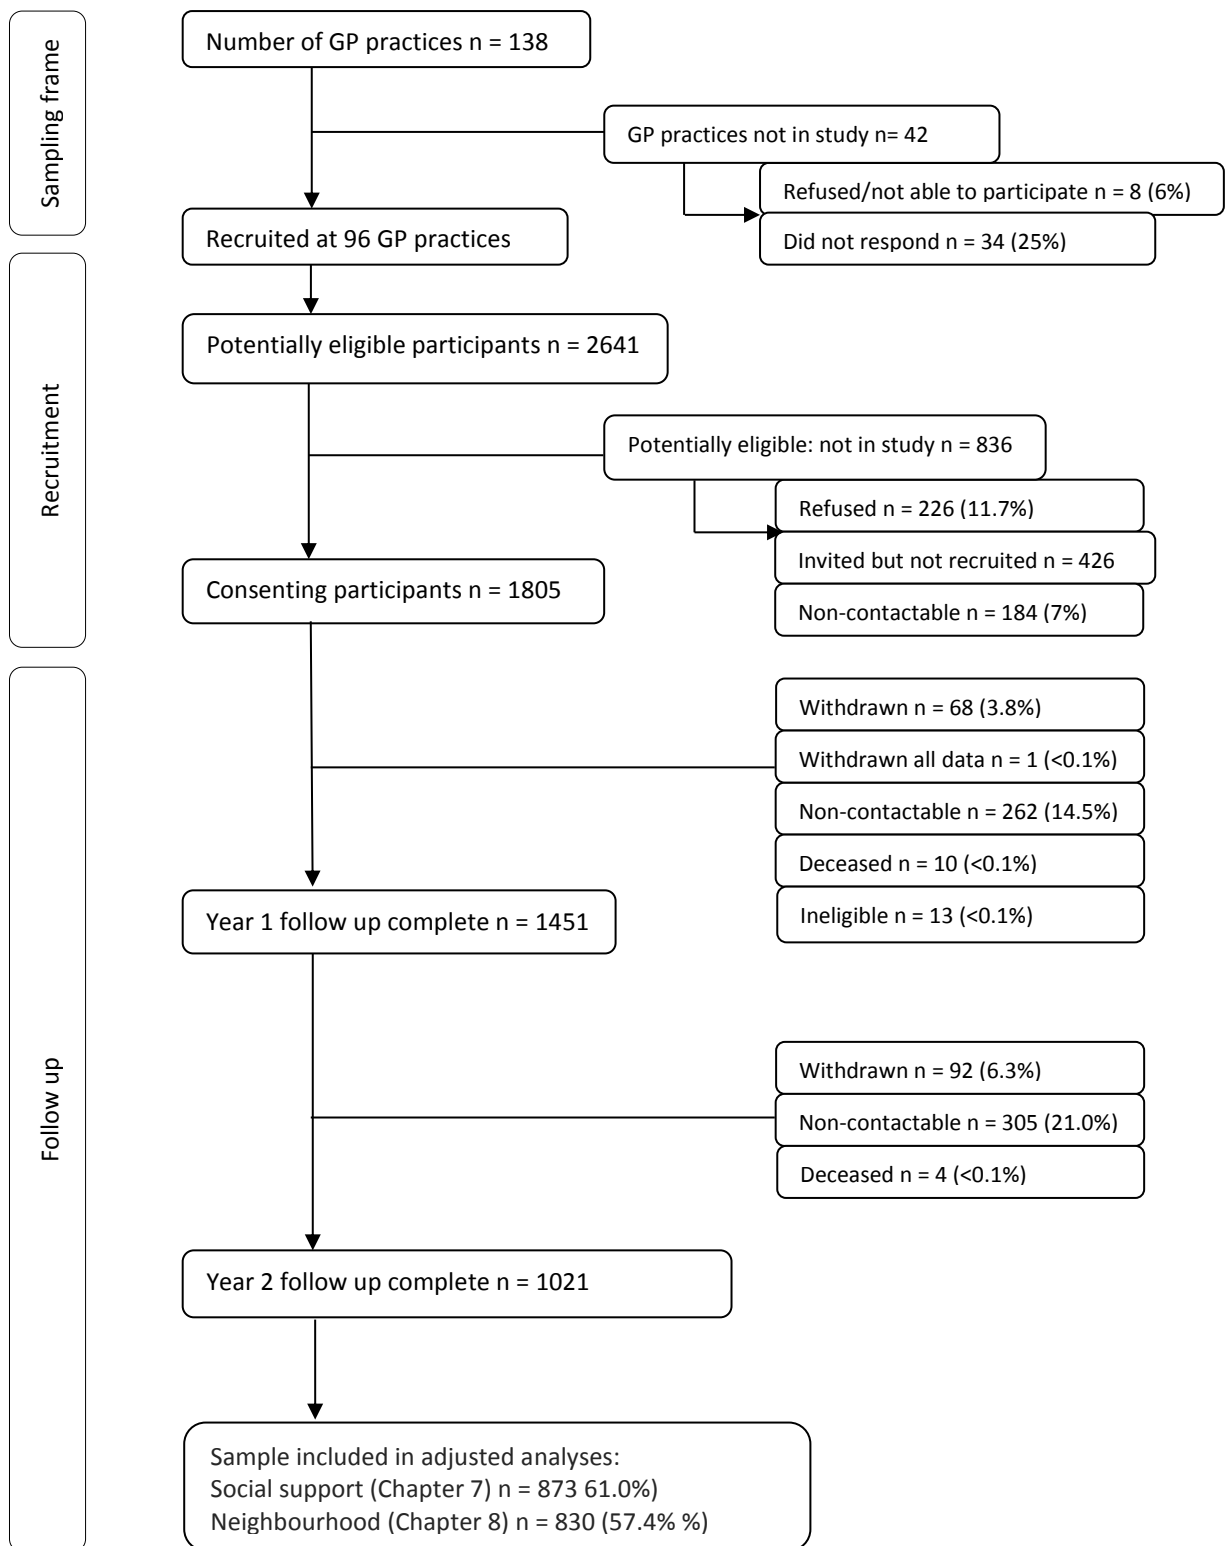 Sampling frame
Number of GP practices n = 138
GP practices not in study n= 42
Refused/not able to participate n = 8 (6%)
Did not respond n = 34 (25%)
Recruited at 96 GP practices
Recruitment
Potentially eligible participants n = 2641
Potentially eligible: not in study n = 836
Refused n = 226 (11.7%)
Invited but not recruited n = 426
Non-contactable n = 184 (7%)
Consenting participants n = 1805
Follow up
Withdrawn n = 68 (3.8%)
Withdrawn all data n = 1 (<0.1%)
Non-contactable n = 262 (14.5%)
Deceased n = 10 (<0.1%)
Ineligible n = 13 (<0.1%)
Year 1 follow up complete n = 1451
Withdrawn n = 92 (6.3%)
Non-contactable n = 305 (21.0%)
Deceased n = 4 (<0.1%)
Year 2 follow up complete n = 1021
Sample included in adjusted analyses:
Social support (Chapter 7) n = 873 61.0%)
Neighbourhood (Chapter 8) n = 830 (57.4% %)